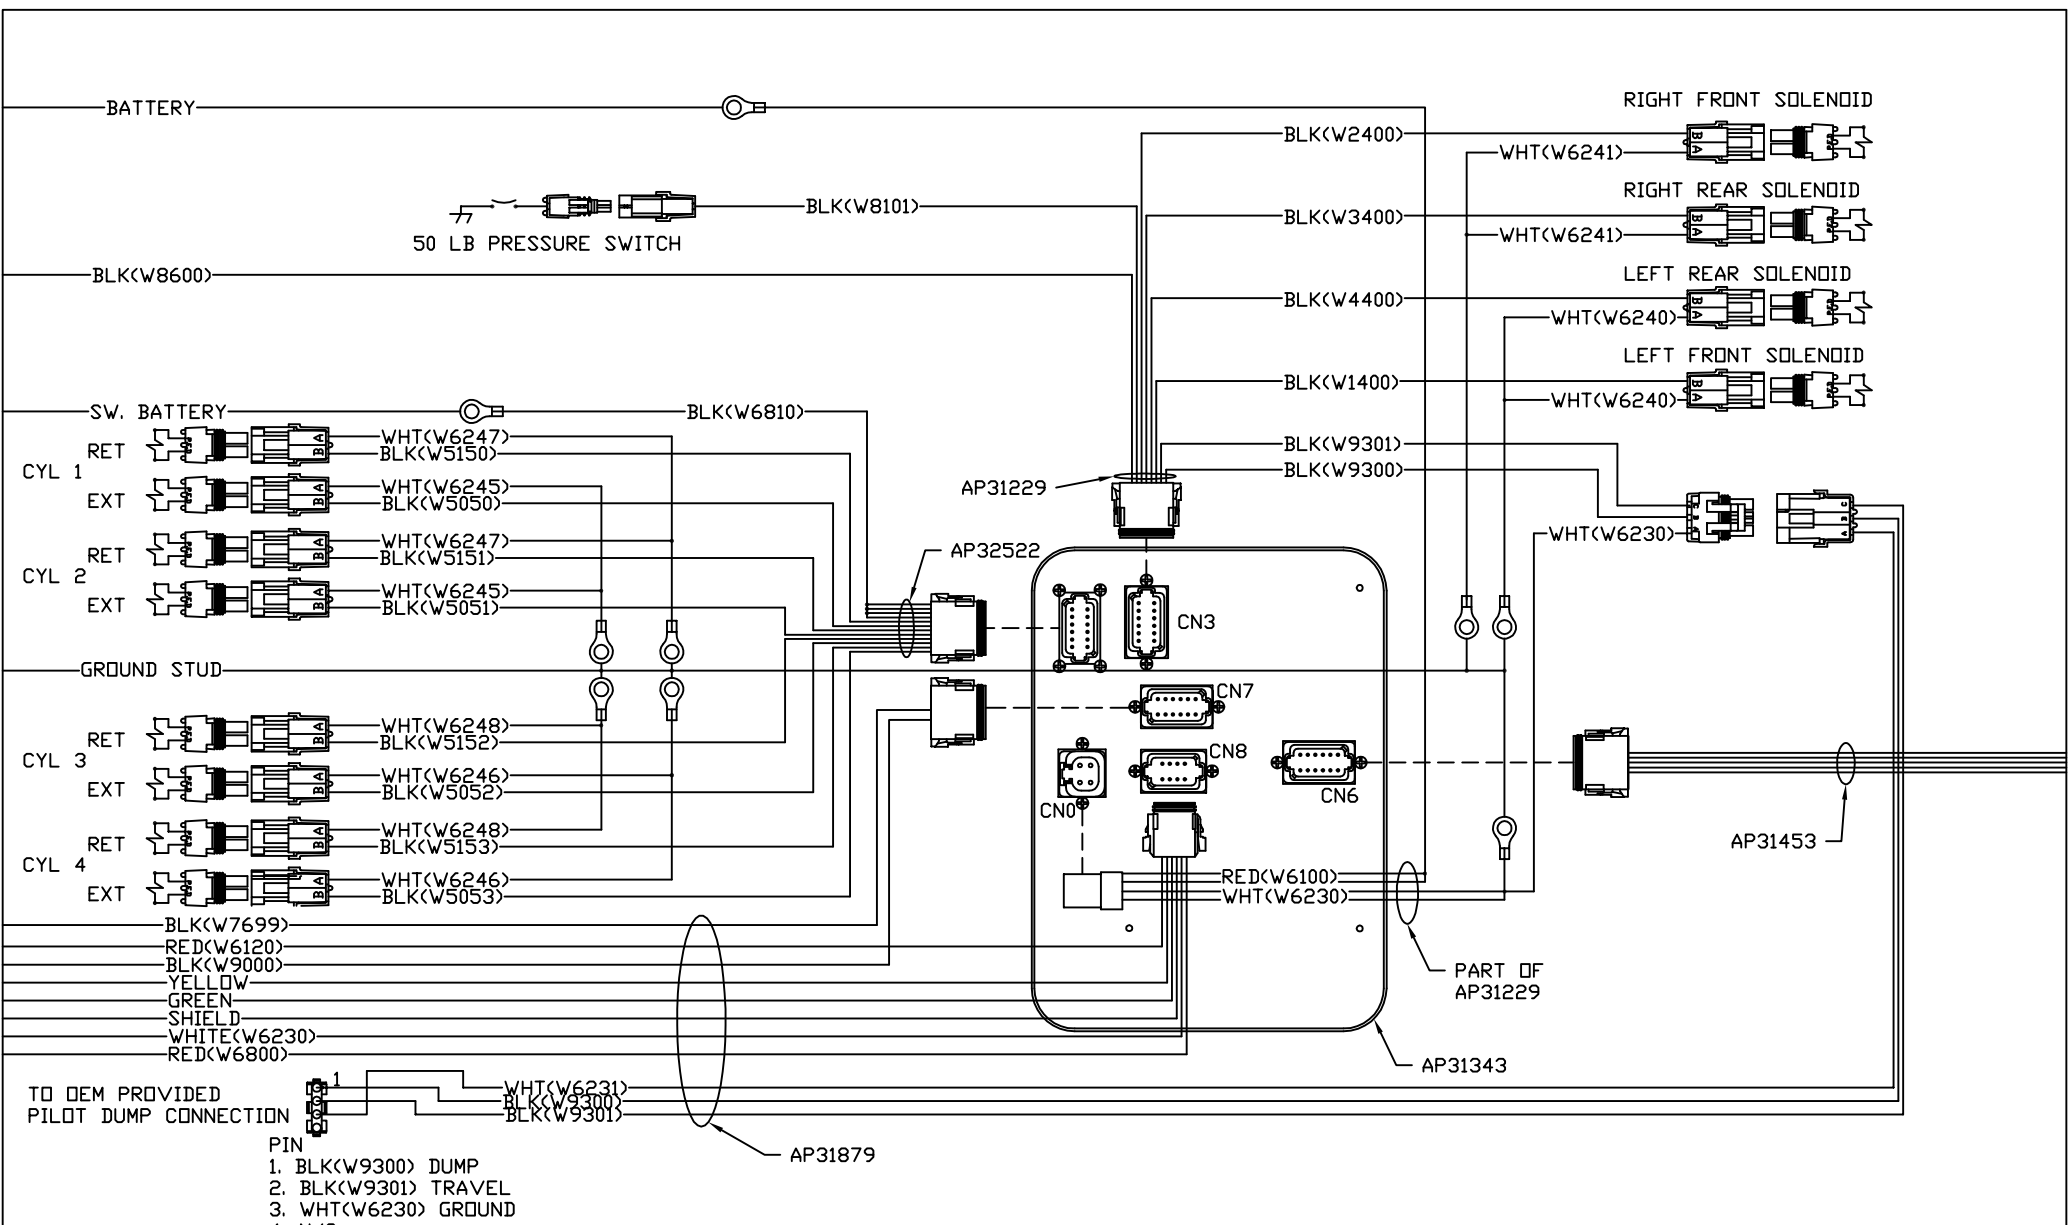 BATTERY
RIGHT FRONT SOLENOID
BLK(W2400)
B
A
WHT(W6241)
50 LB PRESSURE SWITCH
BLK(W8101)
RIGHT REAR SOLENOID
BLK(W3400)
B
A
WHT(W6241)
BLK(W8600)
LEFT REAR SOLENOID
BLK(W4400)
B
A
WHT(W6240)
LEFT FRONT SOLENOID
BLK(W1400)
B
A
WHT(W6240)
SW. BATTERY
BLK(W6810)
CYL 1
RET
A
B
WHT(W6247)
BLK(W5150)
EXT
A
B
WHT(W6245)
BLK(W5050)
CYL 2
RET
A
B
WHT(W6247)
BLK(W5151)
EXT
A
B
WHT(W6245)
BLK(W5051)
BLK(W9301)
BLK(W9300)
WHT(W6230)
C
B
A
AP31229
AP32522
CN3
GROUND STUD
CN7
CN8
CN6
CN0
CYL 3
RET
A
B
WHT(W6248)
BLK(W5152)
EXT
A
B
WHT(W6246)
BLK(W5052)
CYL 4
RET
A
B
WHT(W6248)
BLK(W5153)
EXT
A
B
WHT(W6246)
BLK(W5053)
AP31453
RED(W6100)
WHT(W6230)
PART OF
AP31229
AP31343
BLK(W7699)
RED(W6120)
BLK(W9000)
YELLOW
GREEN
SHIELD
WHITE(W6230)
RED(W6800)
TO OEM PROVIDED
PILOT DUMP CONNECTION
1
WHT(W6231)
BLK(W9300)
BLK(W9301)
AP31879
PIN
1. BLK(W9300) DUMP
2. BLK(W9301) TRAVEL
3. WHT(W6230) GROUND